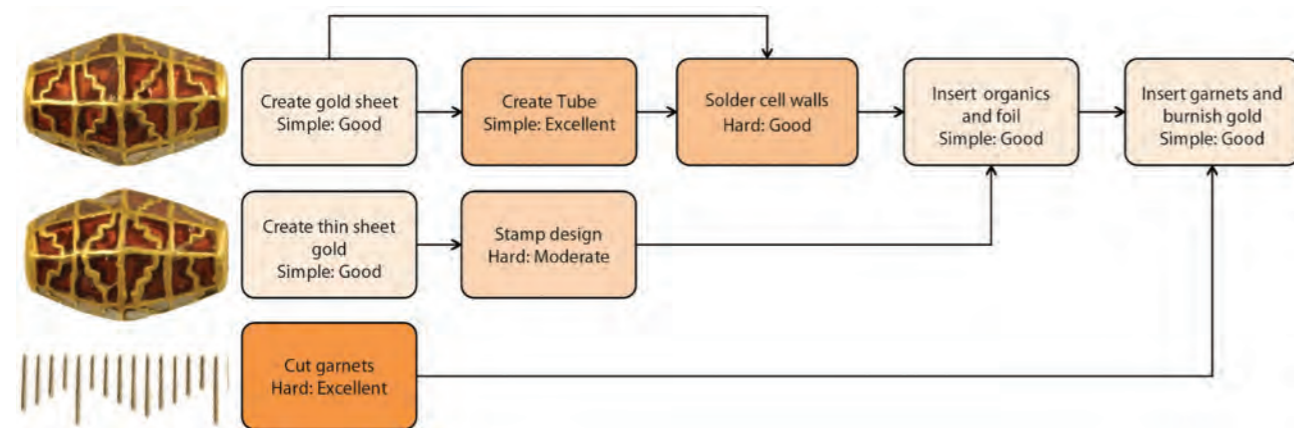 Create gold sheet
Simple: Good
Create Tube
Simple: Excellent
Solder cell walls
Hard: Good
Insert organics
and foil
Simple: Good
Insert garnets and
burnish gold
Simple: Good
Create thin sheet
gold
Simple: Good
Stamp design
Hard: Moderate
Cut garnets
Hard: Excellent